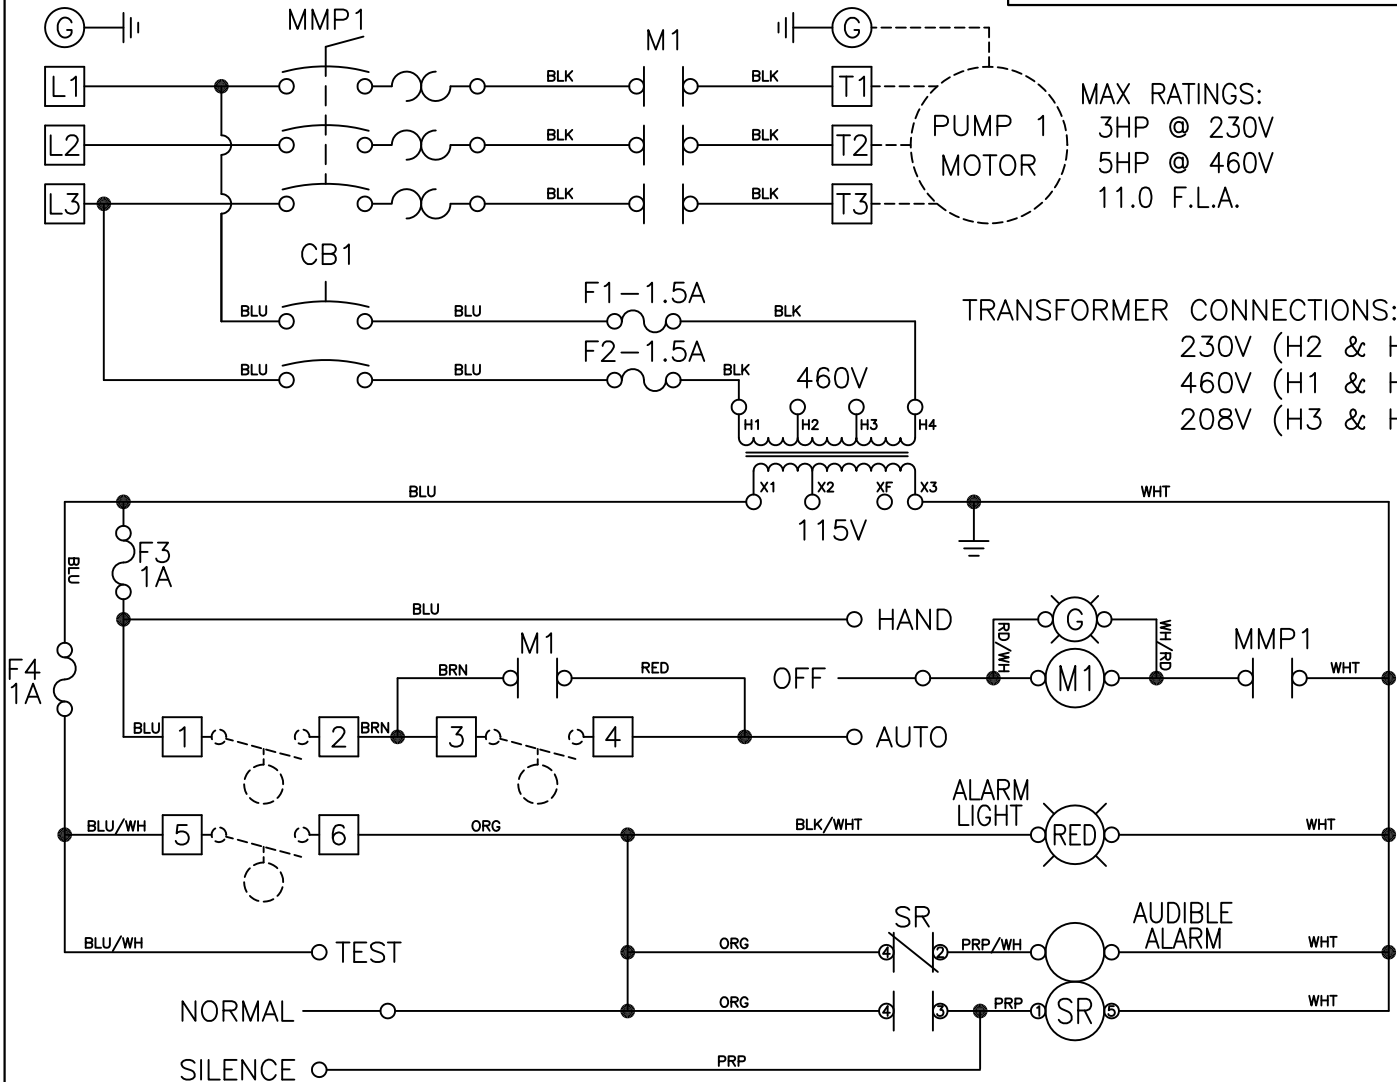 G
MMP1
M1
G
L1
BLK
BLK
T1
MAX RATINGS:
L2
BLK
BLK
T2
PUMP 1
MOTOR
3HP @ 230V
5HP @ 460V
L3
BLK
BLK
T3
11.0 F.L.A.
CB1
F1-1.5A
BLU
BLU
BLK
TRANSFORMER CONNECTIONS:
230V (H2 & H
460V (H1 & H
208V (H3 & H
F2-1.5A
BLU
BLU
BLK
460V
H1
H2
H3
H4
X1
X2
XF
X3
115V
BLU
WHT
BLU
F3
1A
BLU
HAND
G
RD/WH
WH/RD
F4
1A
M1
BRN
RED
OFF
M1
MMP1
WHT
BLU
1
2
BRN
3
4
AUTO
BLU/WH
5
6
ORG
BLK/WHT
ALARM
LIGHT
RED
WHT
BLU/WH
TEST
ORG
SR
4
2
PRP/WH
AUDIBLE
ALARM
WHT
NORMAL
ORG
4
3
PRP
1
SR
5
WHT
SILENCE
PRP